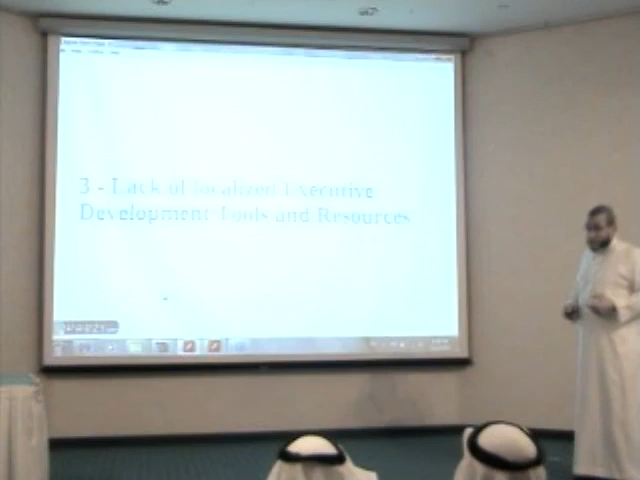 3 - Lack of localized Executive
Development Tools and Resources